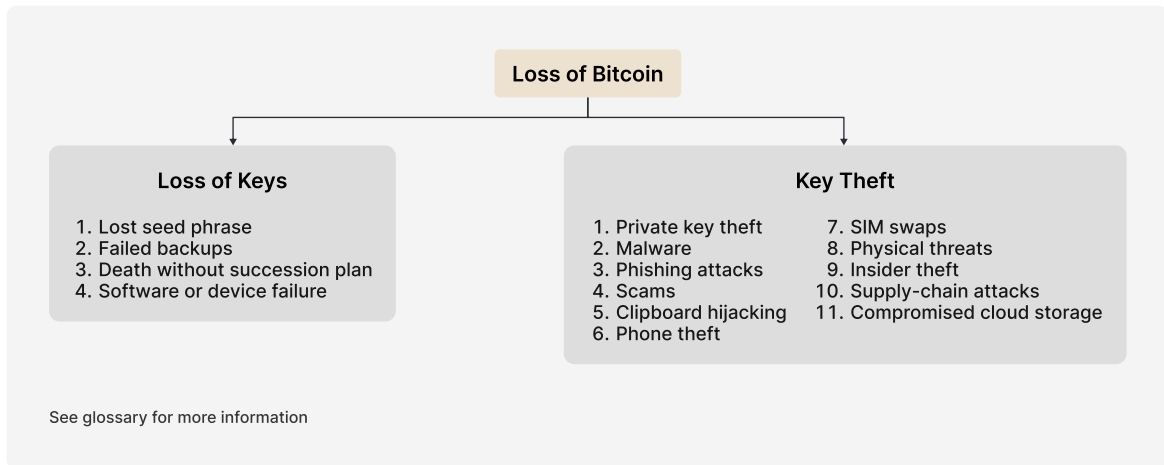 Loss of Bitcoin
Loss of Keys
1. Lost seed phrase
2. Failed backups
3. Death without succession plan
4. Software or device failure
Key Theft
1. Private key theft
2. Malware
3. Phishing attacks
4. Scams
5. Clipboard hijacking
6. Phone theft
7. SIM swaps
8. Physical threats
9. Insider theft
10. Supply-chain attacks
11. Compromised cloud storage
See glossary for more information